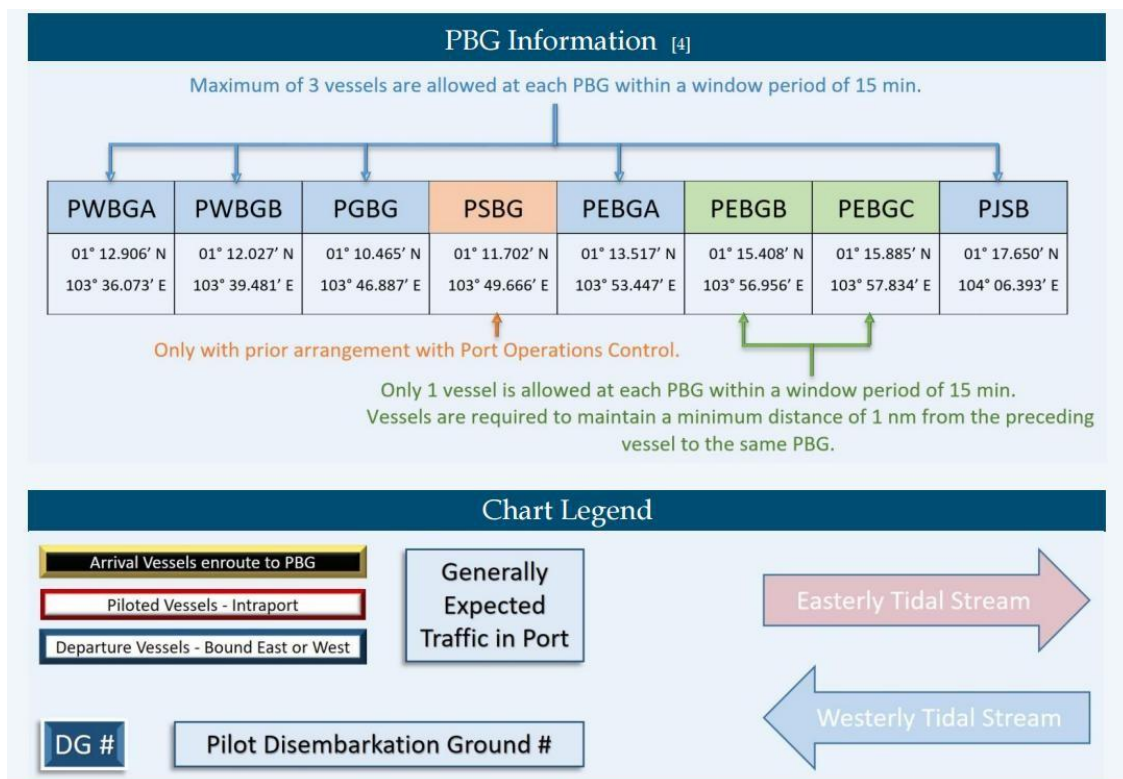 PBG Information [4]
Maximum of 3 vessels are allowed at each PBG within a window period of 15 min.
PWBGA PWBGB PGBG PSBG PEBGA PEBGB PEBGC PJSB
01° 12.906' N 01° 12.027' N 01° 10.465' N 01° 11.702' N 01° 13.517' N 01° 15.408' N 01° 15.885' N 01° 17.650' N
103° 36.073' E 103° 39.481' E 103° 46.887' E 103° 49.666' E 103° 53.447' E 103° 56.956' E 103° 57.834' E 104° 06.393' E
Only with prior arrangement with Port Operations Control.
Only 1 vessel is allowed at each PBG within a window period of 15 min.
Vessels are required to maintain a minimum distance of 1 nm from the preceding
vessel to the same PBG.
Chart Legend
Arrival Vessels enroute to PBG
Piloted Vessels - Intraport
Departure Vessels - Bound East or West
Generally
Expected
Traffic in Port
Easterly Tidal Stream
Westerly Tidal Stream
DG #
Pilot Disembarkation Ground #